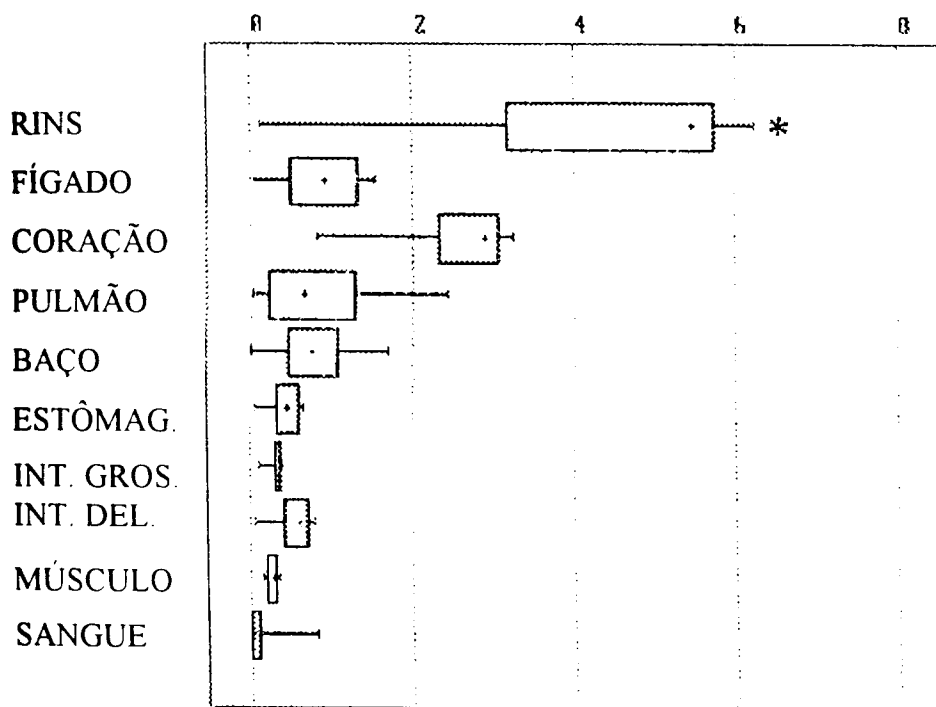 0 2 4 6 8
RINS *
FÍGADO
CORAÇÃO
PULMÃO
BAÇO
ESTÔMAG.
INT. GROS.
INT. DEL.
MÚSCULO
SANGUE